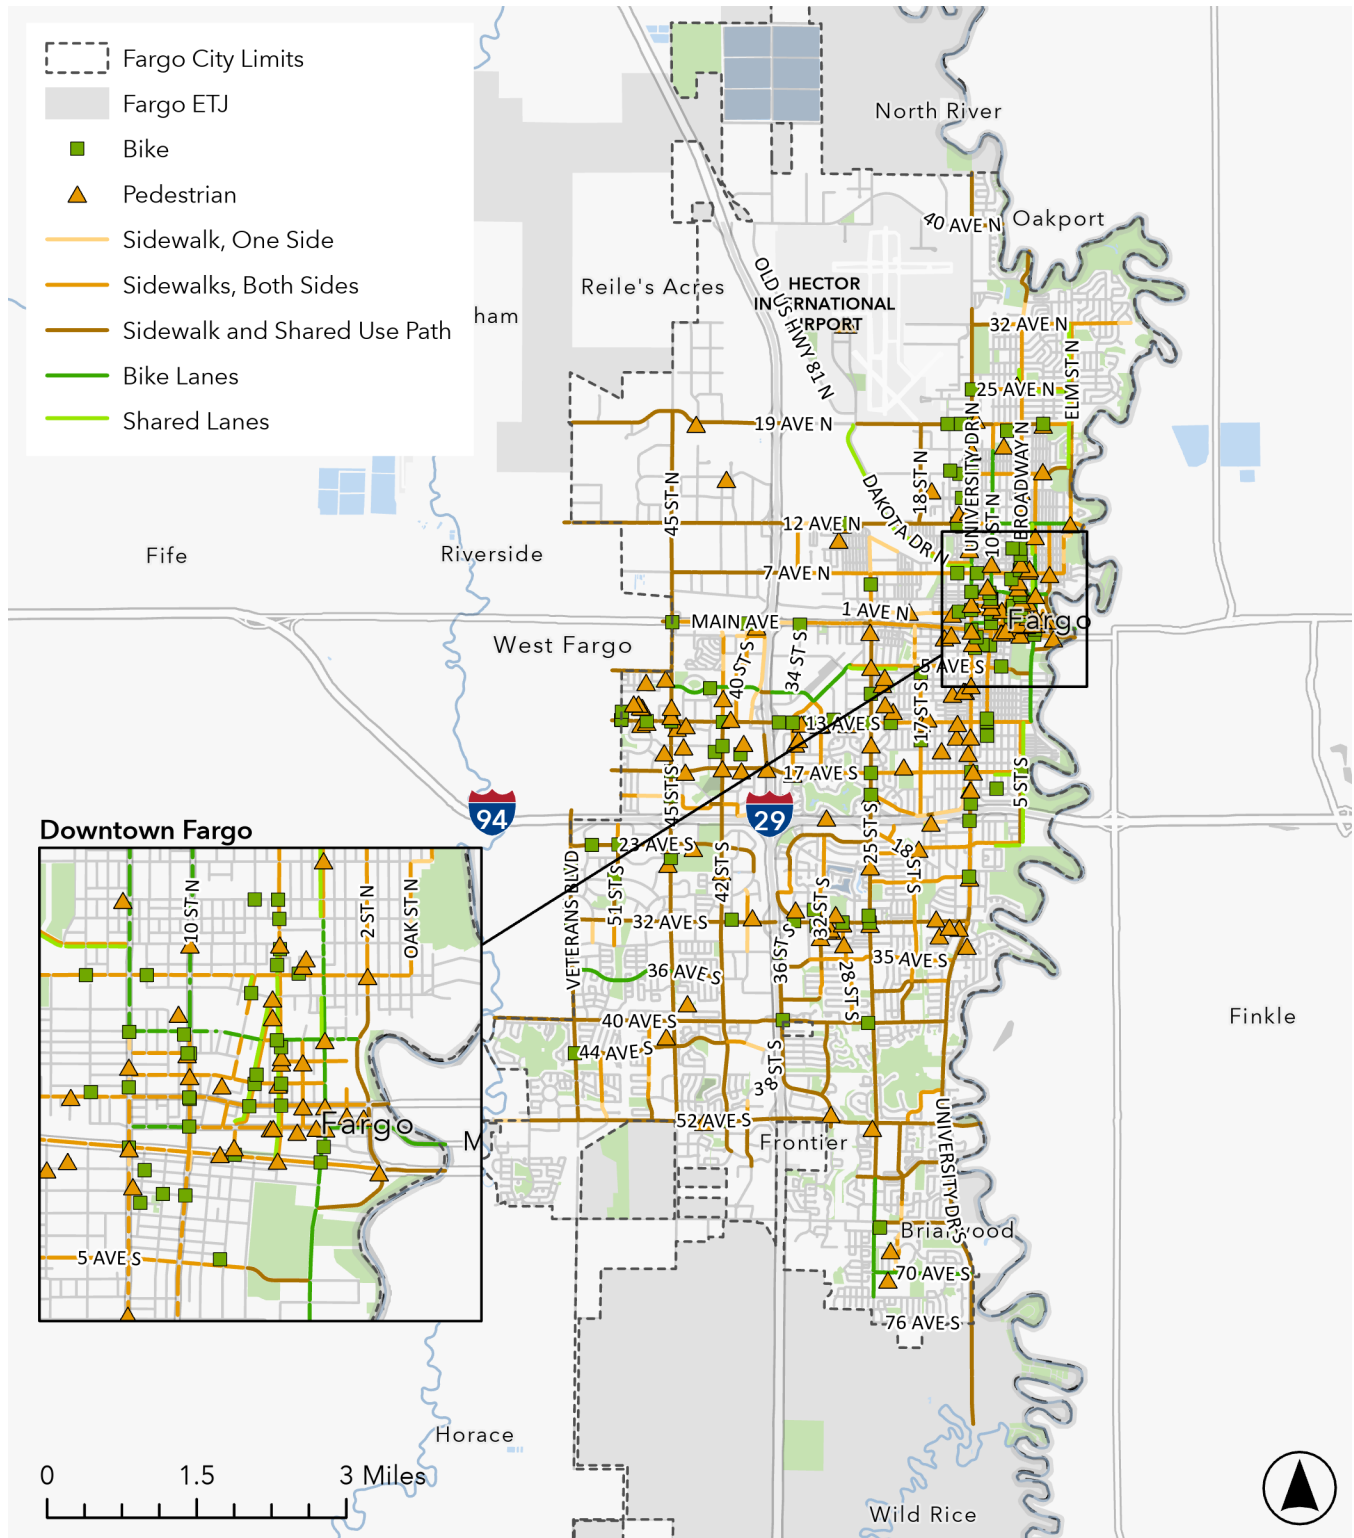 Fargo City Limits
Fargo ETJ
Bike
Pedestrian
Sidewalk, One Side
Sidewalks, Both Sides
Sidewalk and Shared Use Path
Bike Lanes
Shared Lanes
North River
40 AVE N
Oakport
Reile's Acres
HECTOR
INTERNATIONAL
OLD US HWY 81 N
ham
32 AVE N
ELM ST N
25 AVE N
19 AVE N
UNIVERSITY DR N
BROADWAY N
18 ST N
45 ST N
DAKOTA DR N
10 ST N
12 AVE N
Fife
Riverside
7 AVE N
1 AVE N
MAIN AVE
Fargo
West Fargo
40 ST S
34 ST S
5 AVE S
17 ST S
13 AVE S
17 AVE S
5 ST S
45 ST S
94
29
25 ST S
18 ST S
23 AVE S
VETERANS BLVD
51 ST S
42 ST S
32 ST S
32 AVE S
36 ST S
35 AVE S
36 AVE S
28 ST S
40 AVE S
44 AVE S
38 ST S
Finkle
52 AVE S
Frontier
UNIVERSITY DR S
Briarwood
70 AVE S
76 AVE S
Downtown Fargo
10 ST N
2 ST N
OAK ST N
Fargo
M
5 AVE S
Horace
0 1.5 3 Miles
Wild Rice